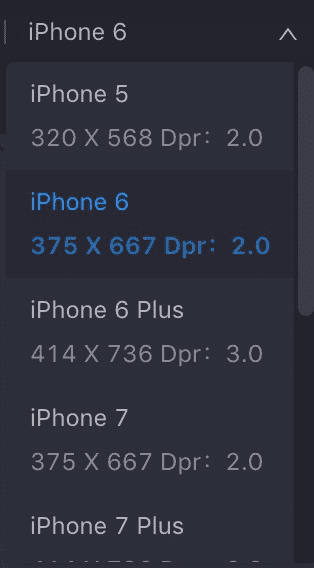 iPhone 6
iPhone 5
320 X 568 Dpr： 2.0
iPhone 6
375 X 667 Dpr： 2.0
iPhone 6 Plus
414 X 736 Dpr： 3.0
iPhone 7
375 X 667 Dpr： 2.0
iPhone 7 Plus